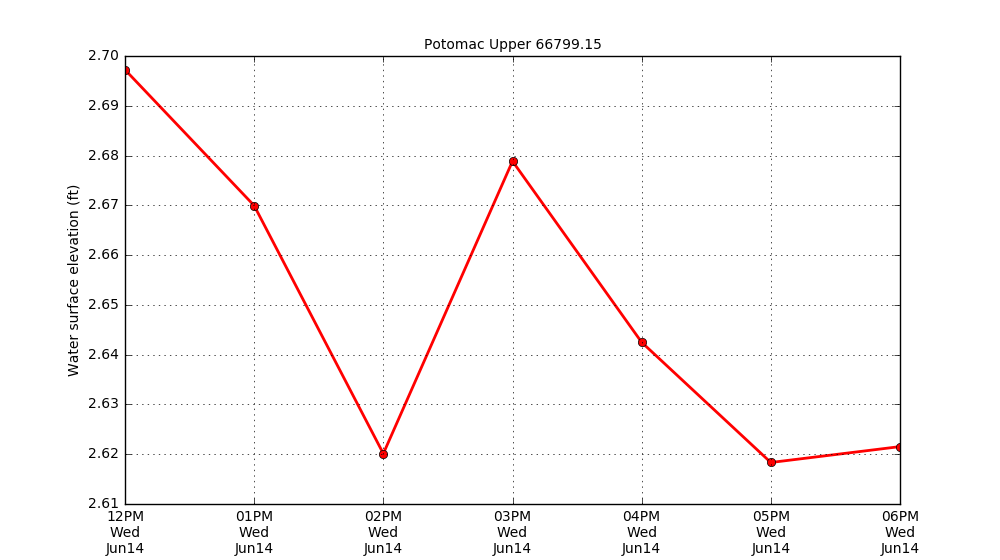 Potomac Upper 66799.15
Water surface elevation (ft)
2.70
2.69
2.68
2.67
2.66
2.65
2.64
2.63
2.62
2.61
12PM 01PM 02PM 03PM 04PM 05PM 06PM
Wed Wed Wed Wed Wed Wed Wed
Jun14 Jun14 Jun14 Jun14 Jun14 Jun14 Jun14